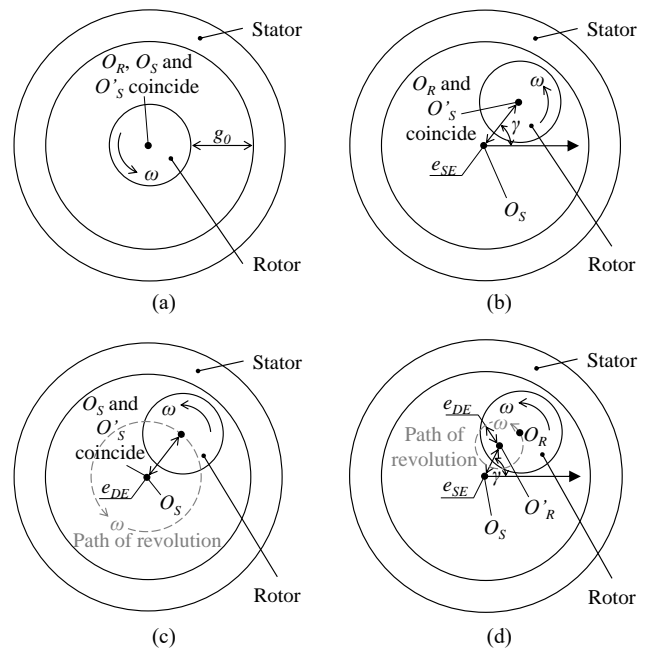 Stator
O_R, O_S and
O'_S coincide
g_0
ω
Rotor
(a)
Stator
O_R and
O'_S
coincide
ω
γ
e_SE
O_S
Rotor
(b)
Stator
O_S and
O'_S
coincide
ω
e_DE
O_S
ω
Path of revolution
Rotor
(c)
Stator
e_DE
ω
ω
Path of
revolution
O_R
γ
e_SE
O'_R
O_S
Rotor
(d)